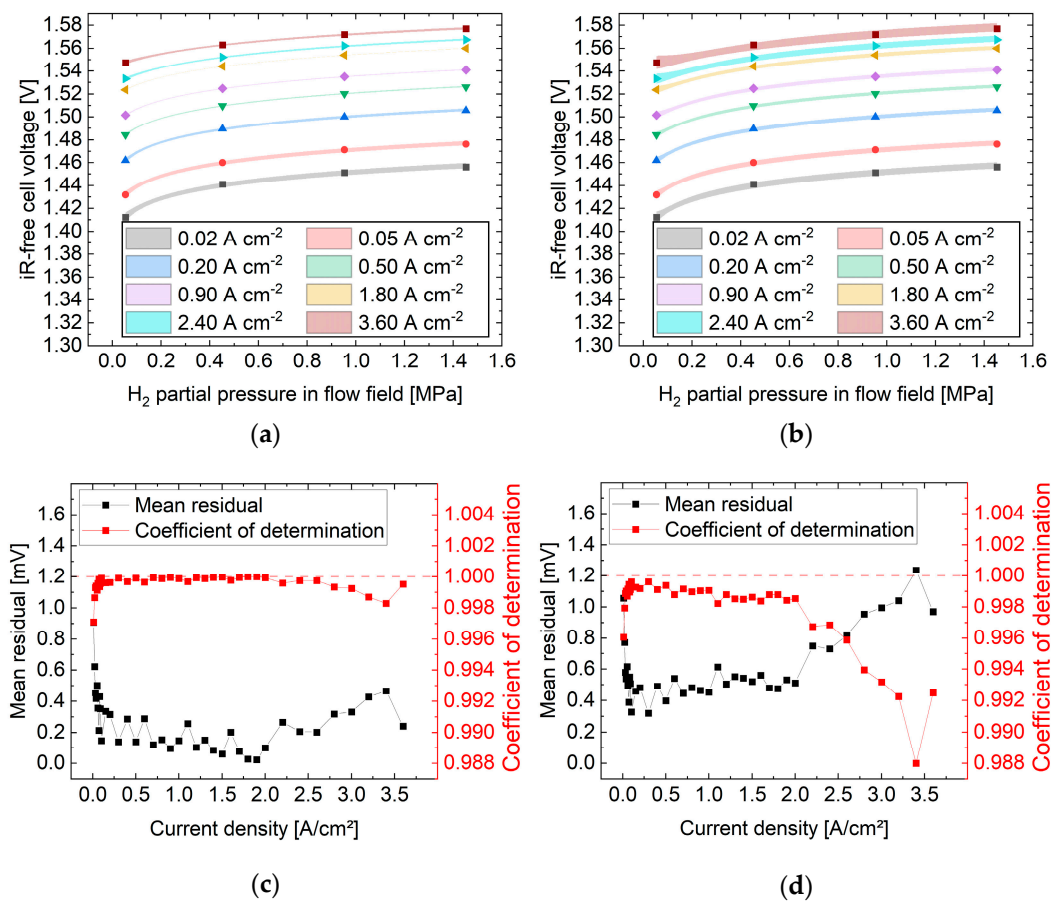 iR-free cell voltage [V]
1.58
1.56
1.54
1.52
1.50
1.48
1.46
1.44
1.42
1.40
1.38
1.36
1.34
1.32
1.30
0.02 A cm-2
0.05 A cm-2
0.20 A cm-2
0.50 A cm-2
0.90 A cm-2
1.80 A cm-2
2.40 A cm-2
3.60 A cm-2
0.0 0.2 0.4 0.6 0.8 1.0 1.2 1.4 1.6
H2 partial pressure in flow field [MPa]
(a)
iR-free cell voltage [V]
1.58
1.56
1.54
1.52
1.50
1.48
1.46
1.44
1.42
1.40
1.38
1.36
1.34
1.32
1.30
0.02 A cm-2
0.05 A cm-2
0.20 A cm-2
0.50 A cm-2
0.90 A cm-2
1.80 A cm-2
2.40 A cm-2
3.60 A cm-2
0.0 0.2 0.4 0.6 0.8 1.0 1.2 1.4 1.6
H2 partial pressure in flow field [MPa]
(b)
Mean residual [mV]
1.6
1.4
1.2
1.0
0.8
0.6
0.4
0.2
0.0
Mean residual
Coefficient of determination
1.004
1.002
1.000
0.998
0.996
0.994
0.992
0.990
0.988
Coefficient of determination
0.0 0.5 1.0 1.5 2.0 2.5 3.0 3.5
Current density [A/cm²]
(c)
Mean residual [mV]
1.6
1.4
1.2
1.0
0.8
0.6
0.4
0.2
0.0
Mean residual
Coefficient of determination
1.004
1.002
1.000
0.998
0.996
0.994
0.992
0.990
0.988
Coefficient of determination
0.0 0.5 1.0 1.5 2.0 2.5 3.0 3.5
Current density [A/cm²]
(d)